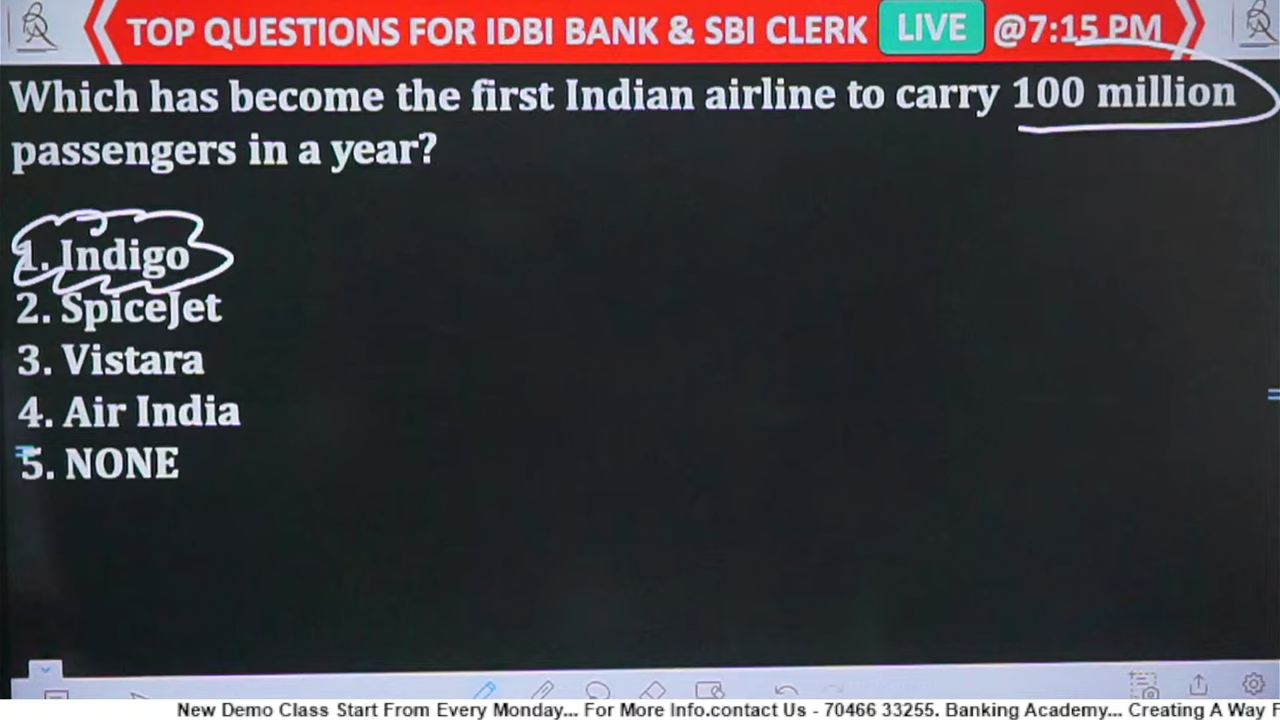 TOP QUESTIONS FOR IDBI BANK & SBI CLERK LIVE @7:15 PM
Which has become the first Indian airline to carry 100 million
passengers in a year?
1. Indigo
2. SpiceJet
3. Vistara
4. Air India
5. NONE
New Demo Class Start From Every Monday... For More Info.contact Us - 70466 33255. Banking Academy... Creating A Way F